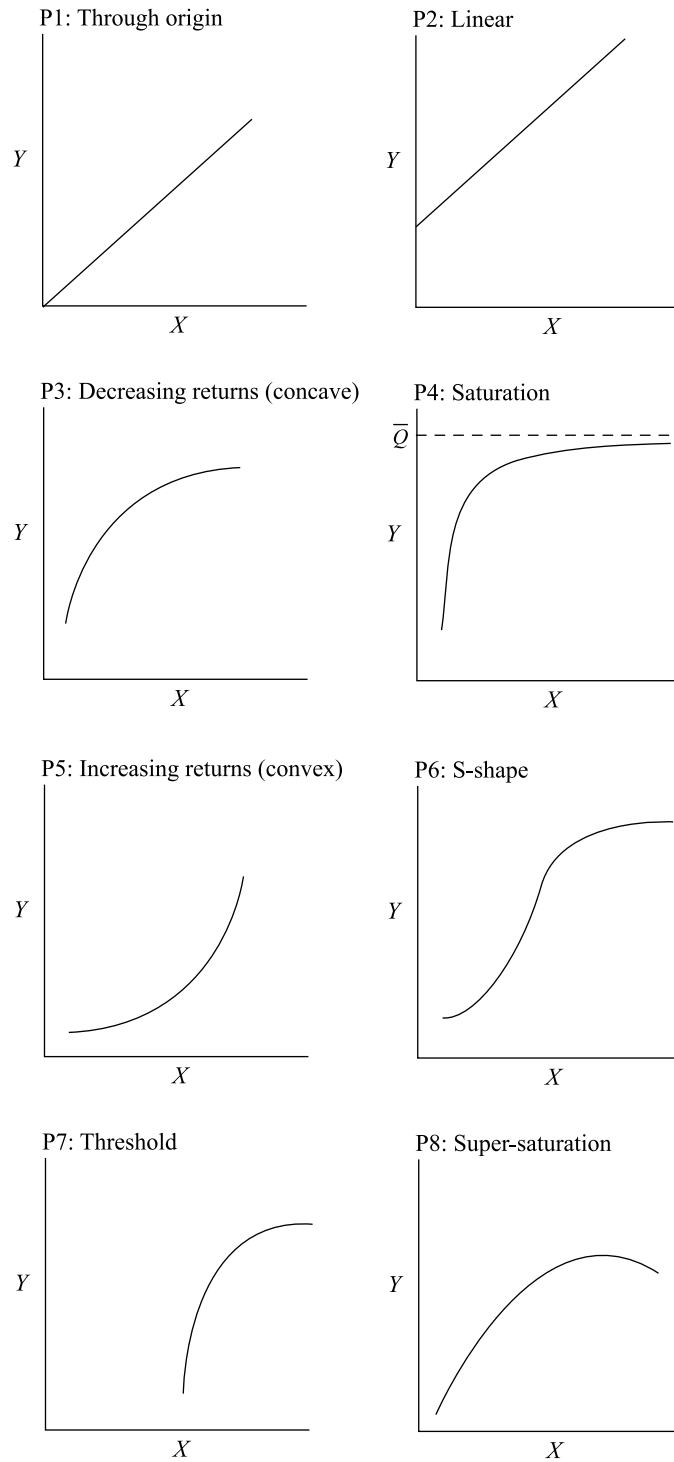 P1: Through origin
Y
X
P2: Linear
Y
X
P3: Decreasing returns (concave)
Y
X
P4: Saturation
Q̅
Y
X
P5: Increasing returns (convex)
Y
X
P6: S-shape
Y
X
P7: Threshold
Y
X
P8: Super-saturation
Y
X